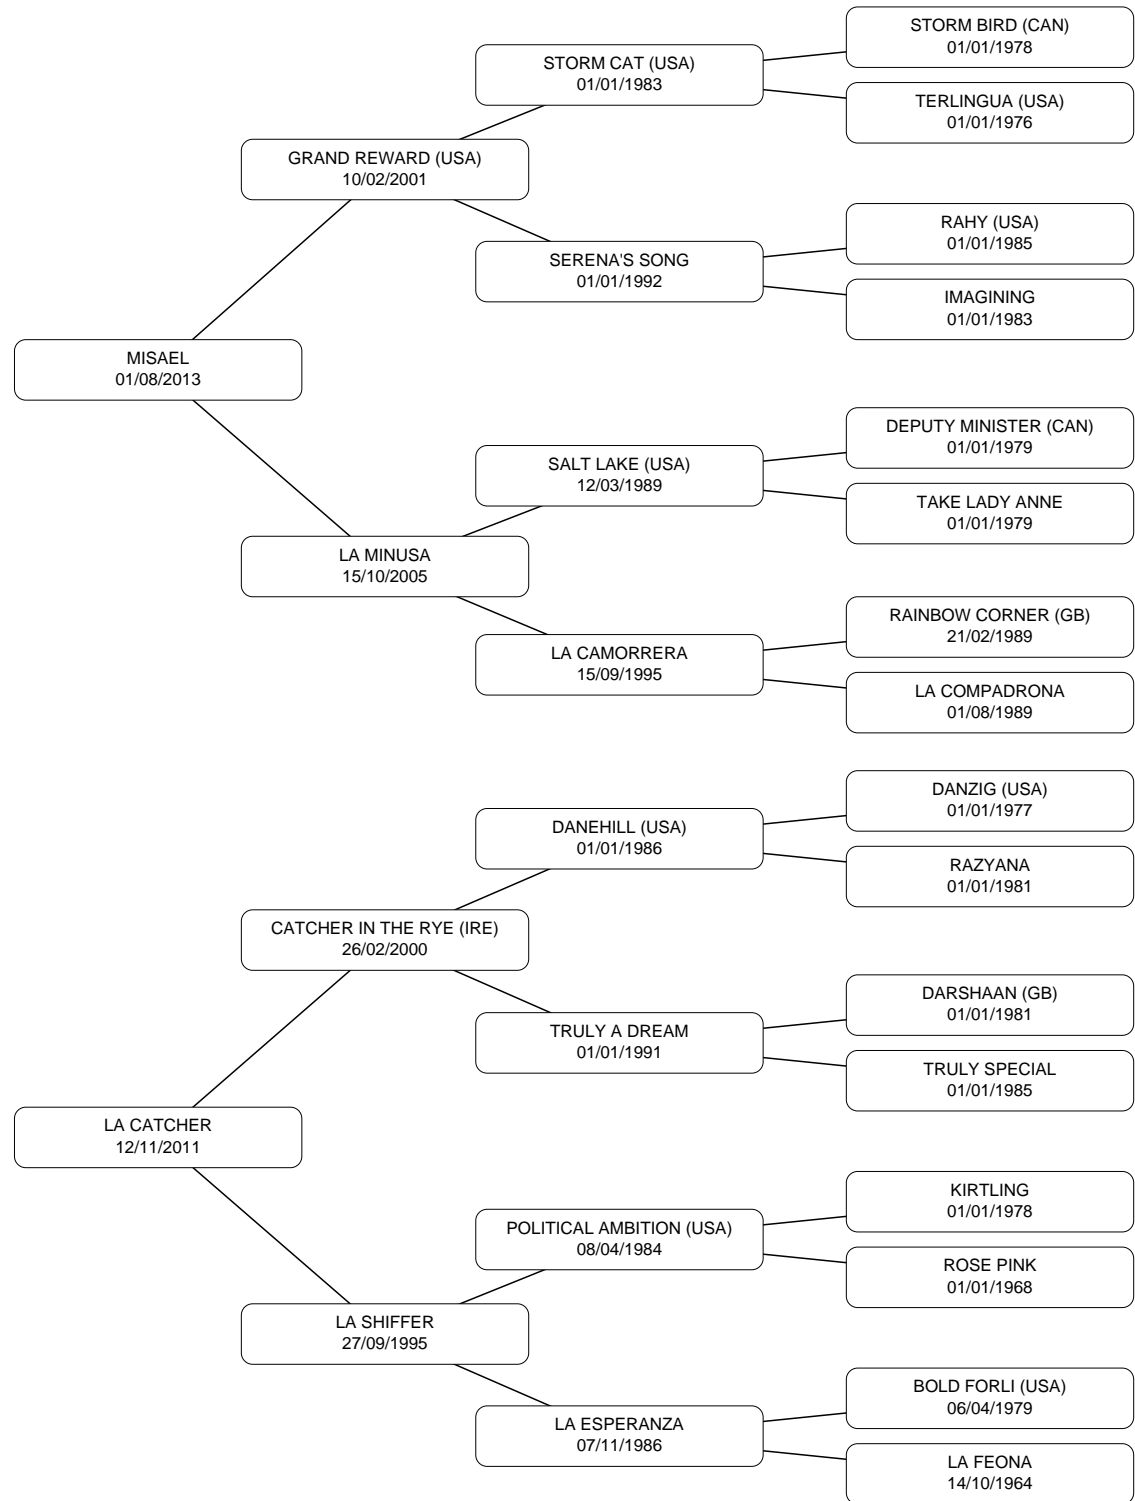 STORM BIRD (CAN)
01/01/1978
STORM CAT (USA)
01/01/1983
TERLINGUA (USA)
01/01/1976
GRAND REWARD (USA)
10/02/2001
RAHY (USA)
01/01/1985
SERENA'S SONG
01/01/1992
IMAGINING
01/01/1983
MISAEL
01/08/2013
DEPUTY MINISTER (CAN)
01/01/1979
SALT LAKE (USA)
12/03/1989
TAKE LADY ANNE
01/01/1979
LA MINUSA
15/10/2005
RAINBOW CORNER (GB)
21/02/1989
LA CAMORRERA
15/09/1995
LA COMPADRONA
01/08/1989
DANZIG (USA)
01/01/1977
DANEHILL (USA)
01/01/1986
RAZYANA
01/01/1981
CATCHER IN THE RYE (IRE)
26/02/2000
DARSHAAN (GB)
01/01/1981
TRULY A DREAM
01/01/1991
TRULY SPECIAL
01/01/1985
LA CATCHER
12/11/2011
KIRTLING
01/01/1978
POLITICAL AMBITION (USA)
08/04/1984
ROSE PINK
01/01/1968
LA SHIFFER
27/09/1995
BOLD FORLI (USA)
06/04/1979
LA ESPERANZA
07/11/1986
LA FEONA
14/10/1964